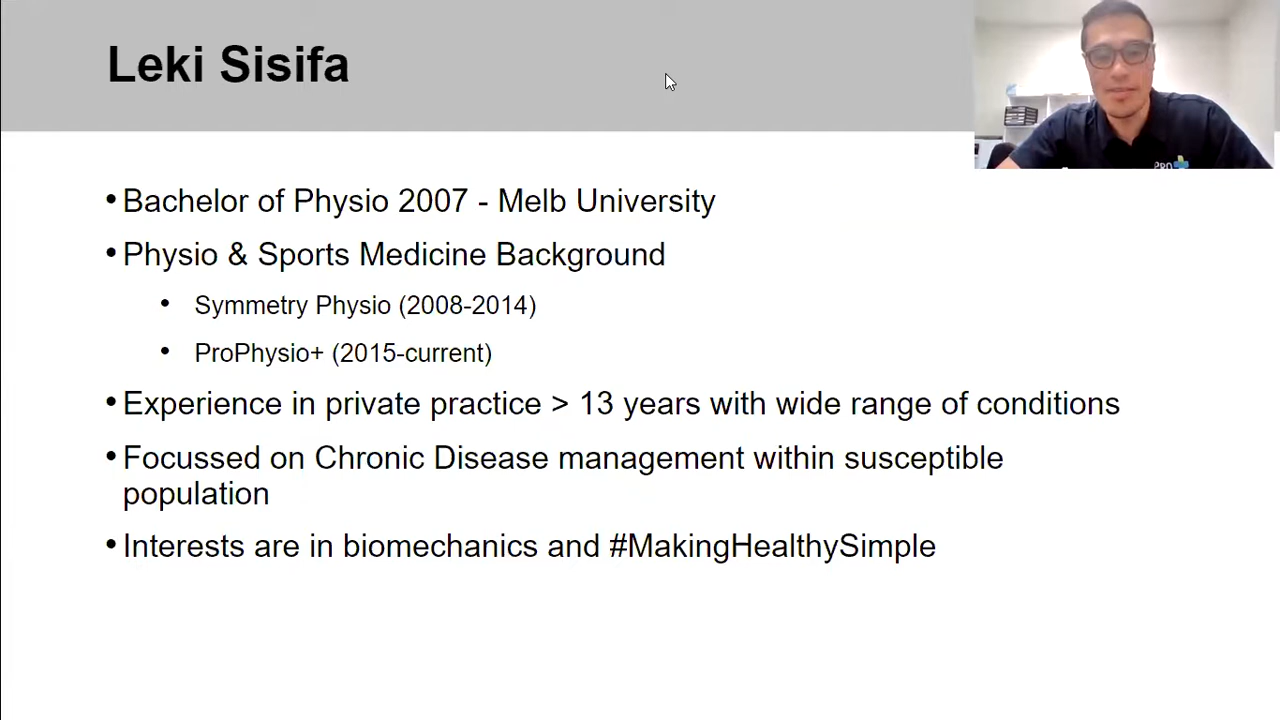 Leki Sisifa
PRO
• Bachelor of Physio 2007 - Melb University
• Physio & Sports Medicine Background
• Symmetry Physio (2008-2014)
• ProPhysio+ (2015-current)
• Experience in private practice > 13 years with wide range of conditions
• Focussed on Chronic Disease management within susceptible
population
• Interests are in biomechanics and #MakingHealthySimple